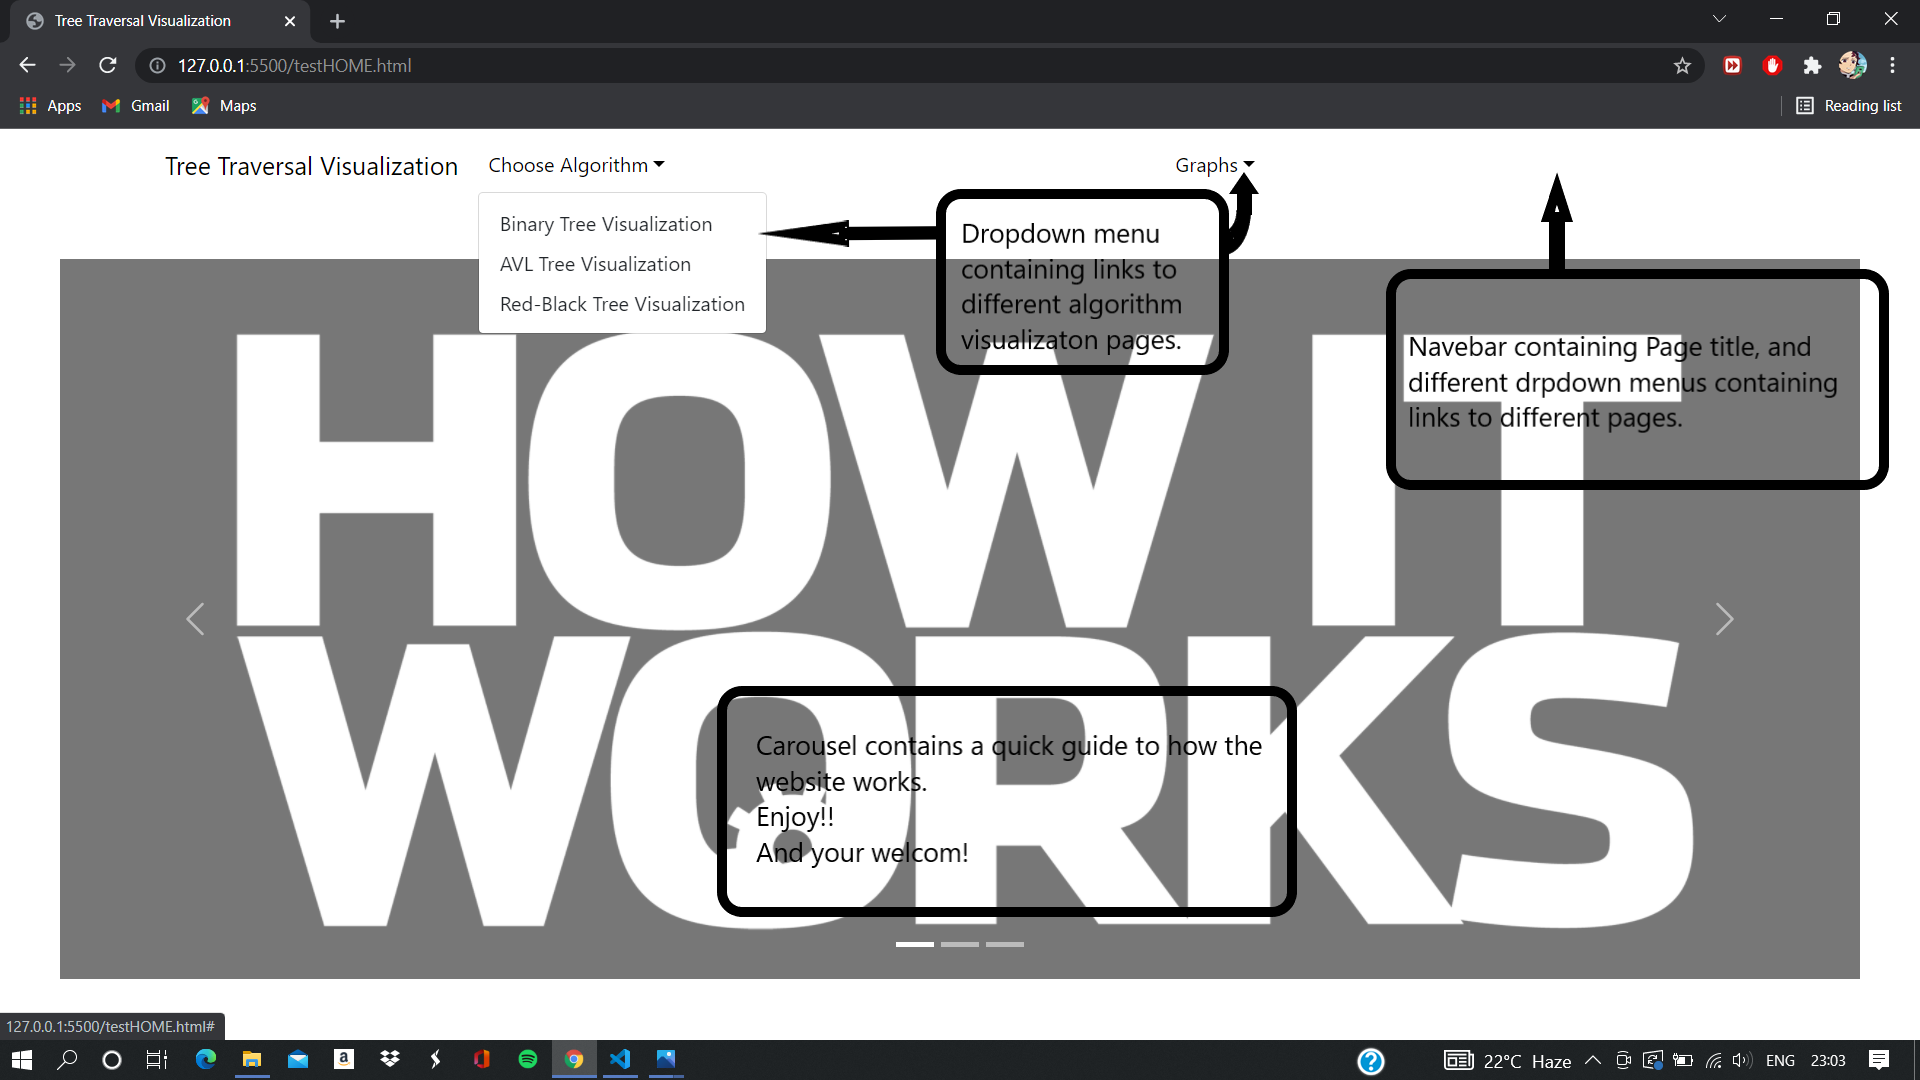 Tree Traversal Visualization
127.0.0.1:5500/testHOME.html
Apps Gmail Maps Reading list
Tree Traversal Visualization Choose Algorithm Graphs
Binary Tree Visualization
AVL Tree Visualization
Red-Black Tree Visualization
Dropdown menu
containing links to
different algorithm
visualizaton pages.
Navebar containing Page title, and
different drpdown menus containing
links to different pages.
HOW IT
WORKS
Carousel contains a quick guide to how the
website works.
Enjoy!!
And your welcom!
127.0.0.1:5500/testHOME.html#
22°C Haze ENG 23:03